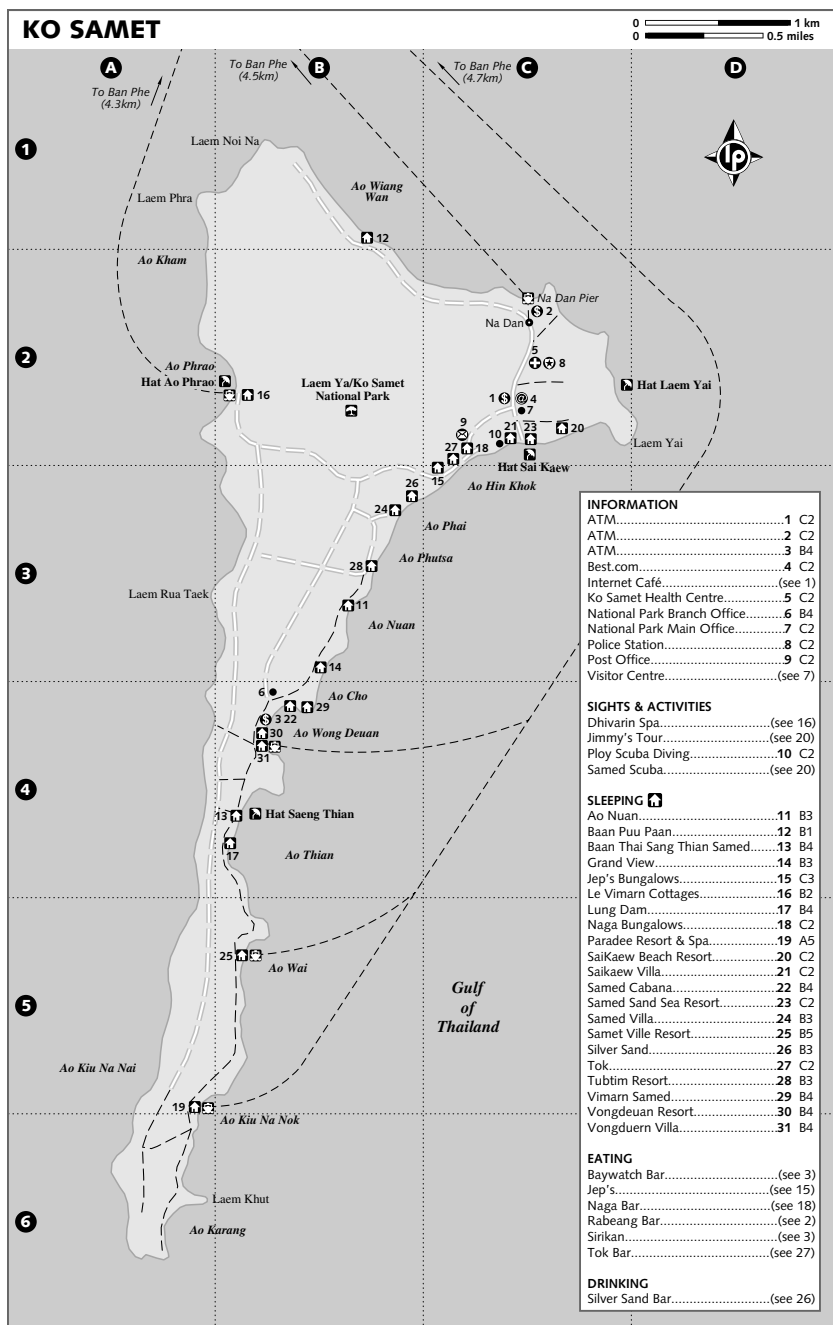 KO SAMET
0 1 km
0 0.5 miles
A B C D
To Ban Phe
(4.3km)
To Ban Phe
(4.5km)
To Ban Phe
(4.7km)
1
lp
Laem Noi Na
Laem Phra
Ao Wiang
Wan
12
Ao Kham
Na Dan Pier
2
Na Dan
2
5
8
Ao Phrao
Hat Ao Phrao
16
Laem Ya/Ko Samet
National Park
Hat Laem Yai
1
4
7
9
10
21
23
20
27
18
Laem Yai
Hat Sai Kaew
15
Ao Hin Khok
26
24
Ao Phai
Ao Phutsa
3
28
Laem Rua Taek
11
Ao Nuan
14
6
Ao Cho
3
22
29
30
Ao Wong Deuan
31
4
13
Hat Saeng Thian
17
Ao Thian
25
Ao Wai
5
Gulf
of
Thailand
Ao Kiu Na Nai
19
Ao Kiu Na Nok
Laem Khut
6
Ao Karang
INFORMATION
ATM 1 C2
ATM 2 C2
ATM 3 B4
Best.com 4 C2
Internet Café (see 1)
Ko Samet Health Centre 5 C2
National Park Branch Office 6 B4
National Park Main Office 7 C2
Police Station 8 C2
Post Office 9 C2
Visitor Centre (see 7)
SIGHTS & ACTIVITIES
Dhivarin Spa (see 16)
Jimmy's Tour (see 20)
Ploy Scuba Diving 10 C2
Samed Scuba (see 20)
SLEEPING
Ao Nuan 11 B3
Baan Puu Paan 12 B1
Baan Thai Sang Thian Samed 13 B4
Grand View 14 B3
Jep's Bungalows 15 C3
Le Vimarn Cottages 16 B2
Lung Dam 17 B4
Naga Bungalows 18 C2
Paradee Resort & Spa 19 A5
SaiKaew Beach Resort 20 C2
Saikaew Villa 21 C2
Samed Cabana 22 B4
Samed Sand Sea Resort 23 C2
Samed Villa 24 B3
Samet Ville Resort 25 B5
Silver Sand 26 B3
Tok 27 C2
Tubtim Resort 28 B3
Vimarn Samed 29 B4
Vongdeuan Resort 30 B4
Vongduern Villa 31 B4
EATING
Baywatch Bar (see 3)
Jep's (see 15)
Naga Bar (see 18)
Rabeang Bar (see 2)
Sirikan (see 3)
Tok Bar (see 27)
DRINKING
Silver Sand Bar (see 26)